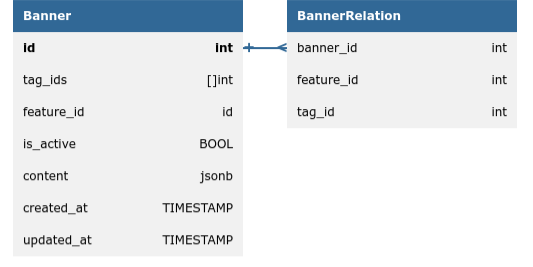 Banner
id int
tag_ids []int
feature_id id
is_active BOOL
content jsonb
created_at TIMESTAMP
updated_at TIMESTAMP
BannerRelation
banner_id int
feature_id int
tag_id int